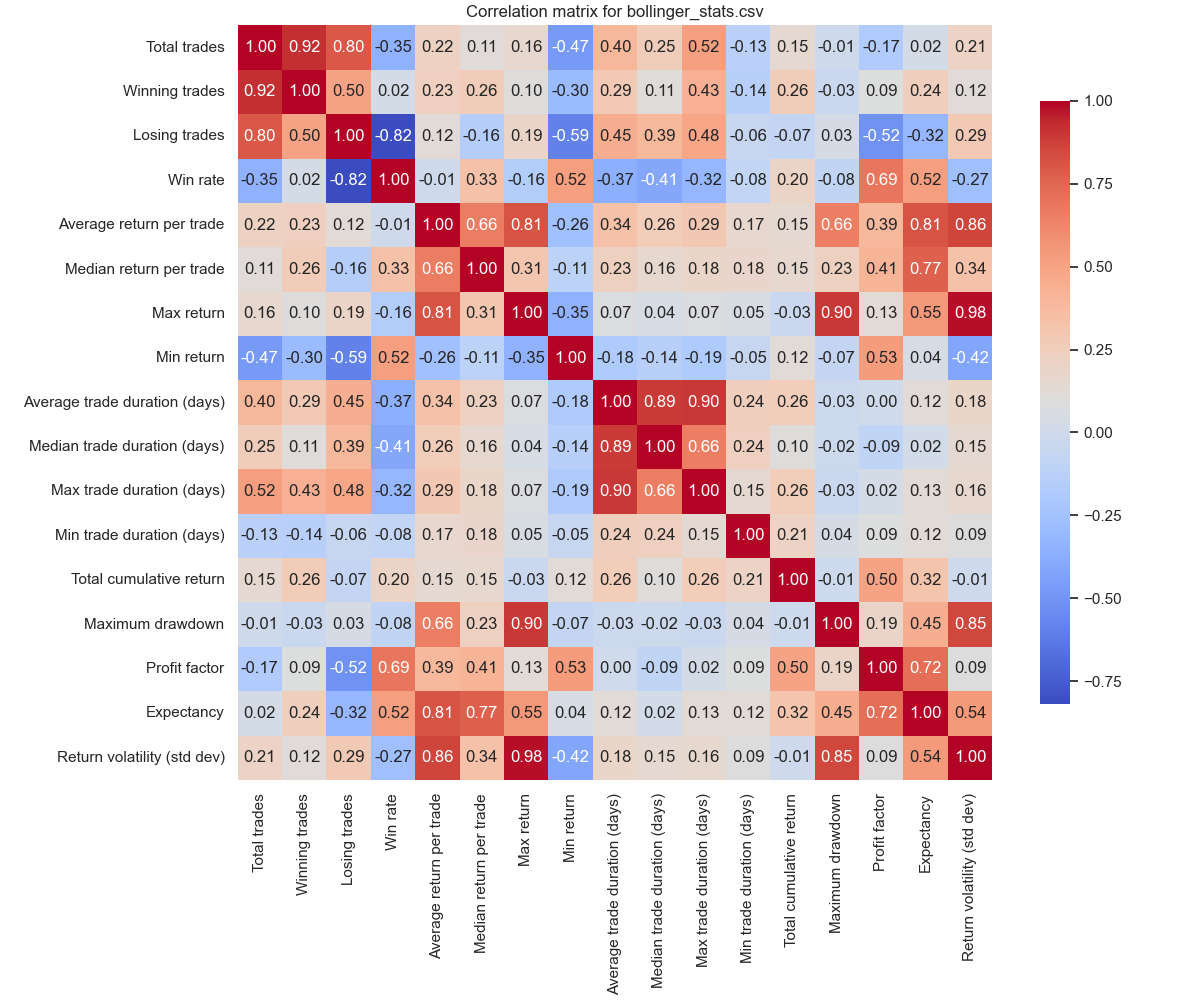 Correlation matrix for bollinger_stats.csv
Total trades 1.00 0.92 0.80 -0.35 0.22 0.11 0.16 -0.47 0.40 0.25 0.52 -0.13 0.15 -0.01 -0.17 0.02 0.21
Winning trades 0.92 1.00 0.50 0.02 0.23 0.26 0.10 -0.30 0.29 0.11 0.43 -0.14 0.26 -0.03 0.09 0.24 0.12
Losing trades 0.80 0.50 1.00 -0.82 0.12 -0.16 0.19 -0.59 0.45 0.39 0.48 -0.06 -0.07 0.03 -0.52 -0.32 0.29
Win rate -0.35 0.02 -0.82 1.00 -0.01 0.33 -0.16 0.52 -0.37 -0.41 -0.32 -0.08 0.20 -0.08 0.69 0.52 -0.27
Average return per trade 0.22 0.23 0.12 -0.01 1.00 0.66 0.81 -0.26 0.34 0.26 0.29 0.17 0.15 0.66 0.39 0.81 0.86
Median return per trade 0.11 0.26 -0.16 0.33 0.66 1.00 0.31 -0.11 0.23 0.16 0.18 0.18 0.15 0.23 0.41 0.77 0.34
Max return 0.16 0.10 0.19 -0.16 0.81 0.31 1.00 -0.35 0.07 0.04 0.07 0.05 -0.03 0.90 0.13 0.55 0.98
Min return -0.47 -0.30 -0.59 0.52 -0.26 -0.11 -0.35 1.00 -0.18 -0.14 -0.19 -0.05 0.12 -0.07 0.53 0.04 -0.42
Average trade duration (days) 0.40 0.29 0.45 -0.37 0.34 0.23 0.07 -0.18 1.00 0.89 0.90 0.24 0.26 -0.03 0.00 0.12 0.18
Median trade duration (days) 0.25 0.11 0.39 -0.41 0.26 0.16 0.04 -0.14 0.89 1.00 0.66 0.24 0.10 -0.02 -0.09 0.02 0.15
Max trade duration (days) 0.52 0.43 0.48 -0.32 0.29 0.18 0.07 -0.19 0.90 0.66 1.00 0.15 0.26 -0.03 0.02 0.13 0.16
Min trade duration (days) -0.13 -0.14 -0.06 -0.08 0.17 0.18 0.05 -0.05 0.24 0.24 0.15 1.00 0.21 0.04 0.09 0.12 0.09
Total cumulative return 0.15 0.26 -0.07 0.20 0.15 0.15 -0.03 0.12 0.26 0.10 0.26 0.21 1.00 -0.01 0.50 0.32 -0.01
Maximum drawdown -0.01 -0.03 0.03 -0.08 0.66 0.23 0.90 -0.07 -0.03 -0.02 -0.03 0.04 -0.01 1.00 0.19 0.45 0.85
Profit factor -0.17 0.09 -0.52 0.69 0.39 0.41 0.13 0.53 0.00 -0.09 0.02 0.09 0.50 0.19 1.00 0.72 0.09
Expectancy 0.02 0.24 -0.32 0.52 0.81 0.77 0.55 0.04 0.12 0.02 0.13 0.12 0.32 0.45 0.72 1.00 0.54
Return volatility (std dev) 0.21 0.12 0.29 -0.27 0.86 0.34 0.98 -0.42 0.18 0.15 0.16 0.09 -0.01 0.85 0.09 0.54 1.00
Total trades
Winning trades
Losing trades
Win rate
Average return per trade
Median return per trade
Max return
Min return
Average trade duration (days)
Median trade duration (days)
Max trade duration (days)
Min trade duration (days)
Total cumulative return
Maximum drawdown
Profit factor
Expectancy
Return volatility (std dev)
1.00
0.75
0.50
0.25
0.00
−0.25
−0.50
−0.75